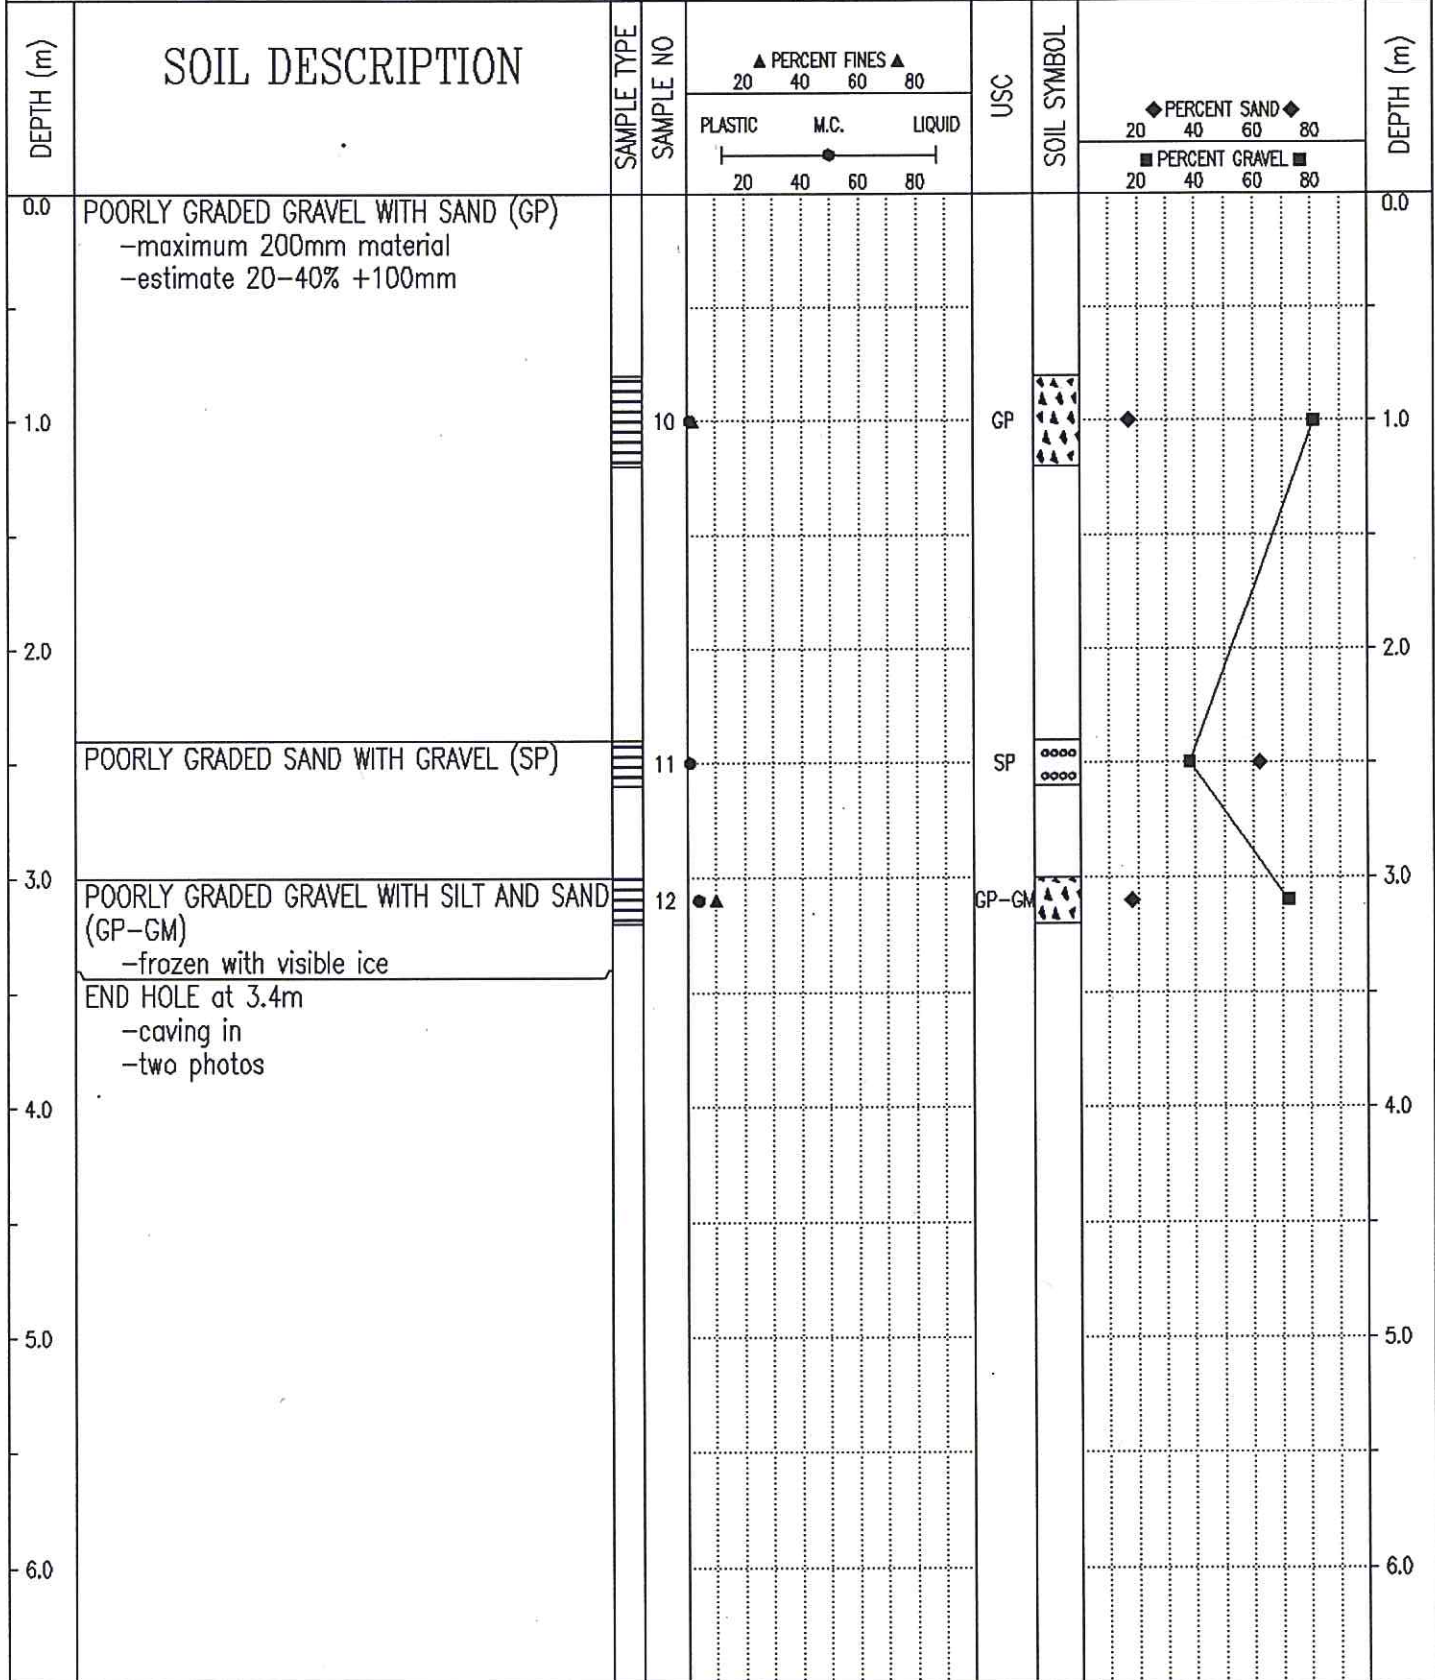 DEPTH (m)
SOIL DESCRIPTION
SAMPLE TYPE
SAMPLE NO
▲ PERCENT FINES ▲
20 40 60 80
PLASTIC M.C. LIQUID
20 40 60 80
USC
SOIL SYMBOL
◆ PERCENT SAND ◆
20 40 60 80
■ PERCENT GRAVEL ■
20 40 60 80
DEPTH (m)
0.0 POORLY GRADED GRAVEL WITH SAND (GP) 0.0
-maximum 200mm material
-estimate 20-40% +100mm
1.0 10 GP 1.0
2.0 2.0
POORLY GRADED SAND WITH GRAVEL (SP) 11 SP
3.0 3.0
POORLY GRADED GRAVEL WITH SILT AND SAND 12 GP-GM
(GP-GM)
-frozen with visible ice
END HOLE at 3.4m
-caving in
-two photos
4.0 4.0
5.0 5.0
6.0 6.0